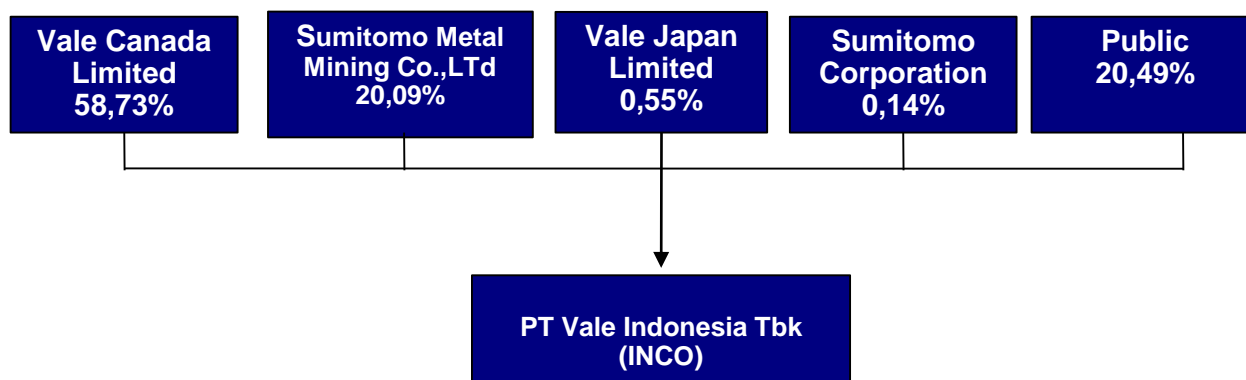 Vale Canada
Limited
58,73%
Sumitomo Metal
Mining Co.,LTd
20,09%
Vale Japan
Limited
0,55%
Sumitomo
Corporation
0,14%
Public
20,49%
PT Vale Indonesia Tbk
(INCO)